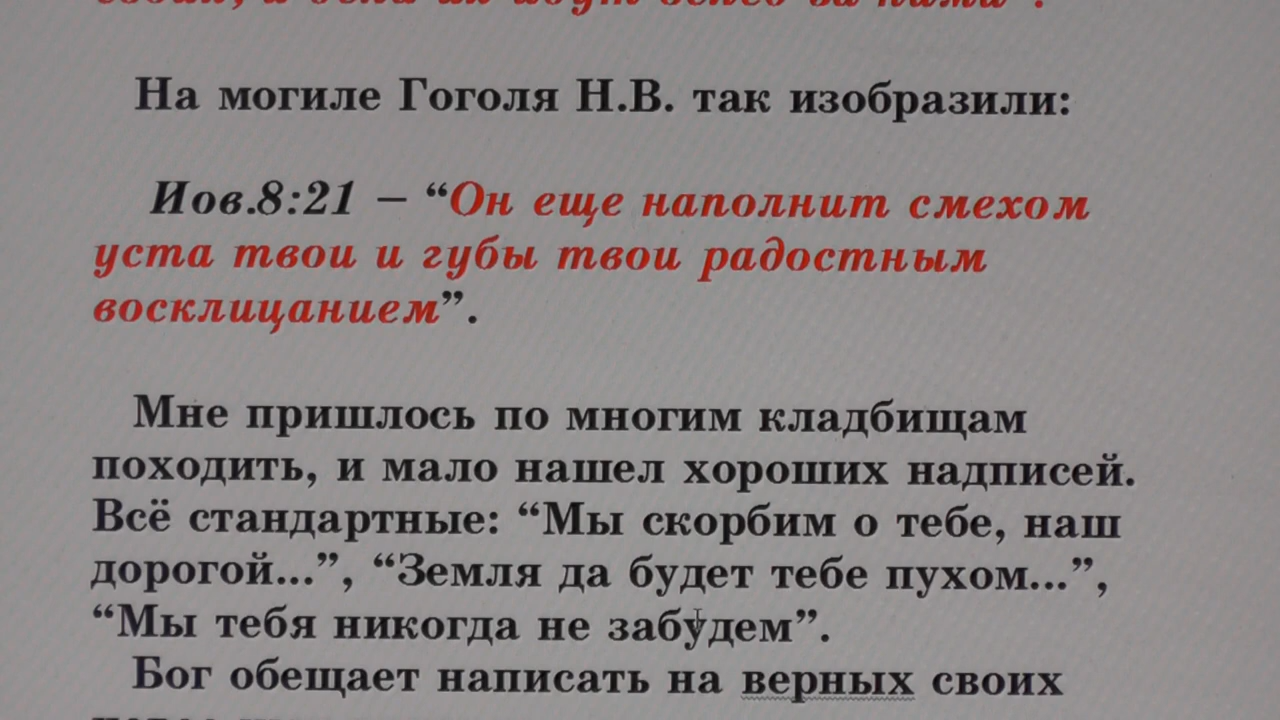 На могиле Гоголя Н.В. так изобразили:
Иов.8:21 – “Он еще наполнит смехом
уста твои и губы твои радостным
восклицанием”.
Мне пришлось по многим кладбищам
походить, и мало нашел хороших надписей.
Всё стандартные: “Мы скорбим о тебе, наш
дорогой...”, “Земля да будет тебе пухом...”,
“Мы тебя никогда не забудем”.
Бог обещает написать на верных своих